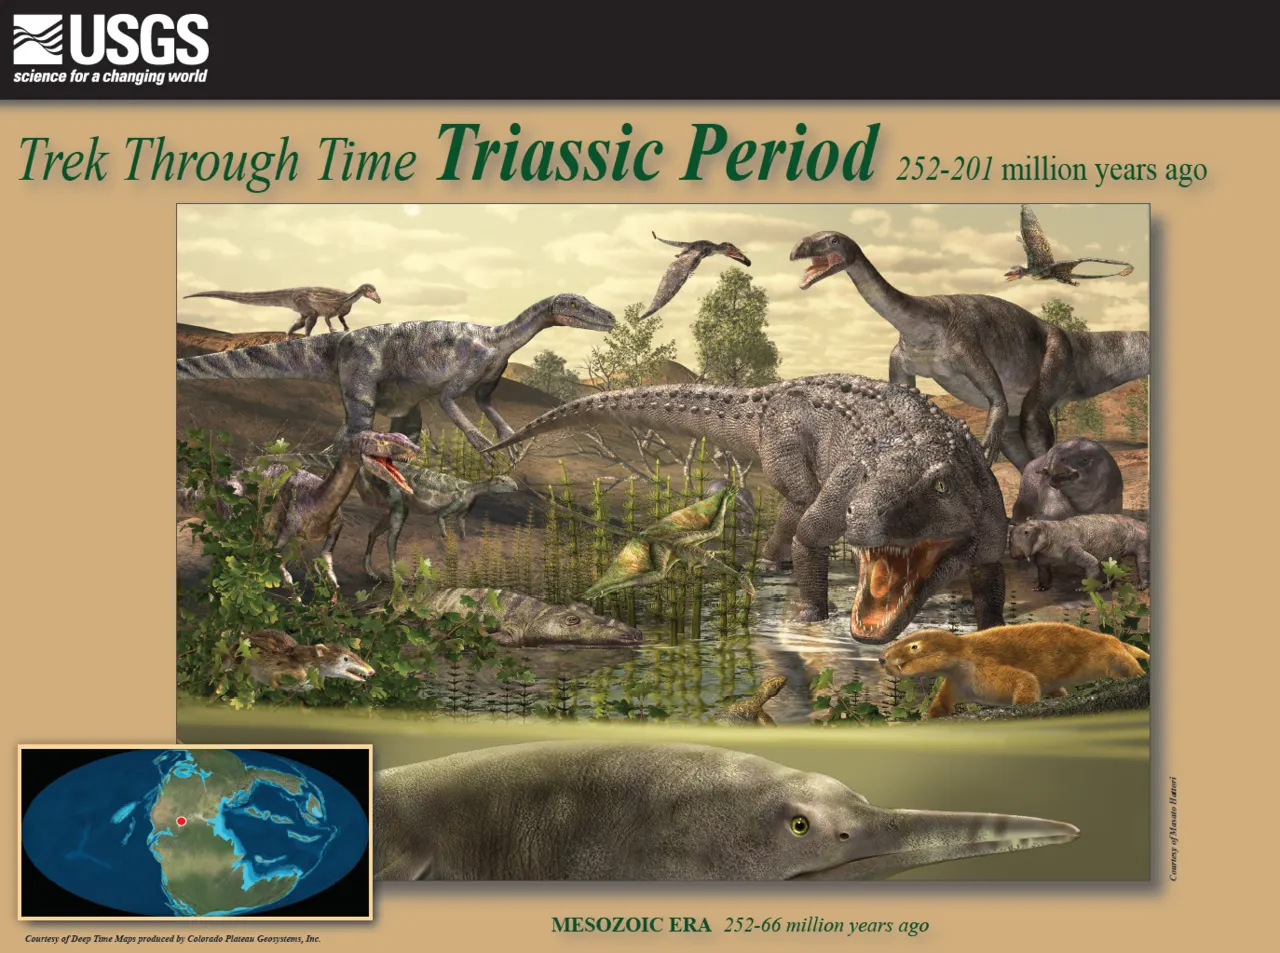 USGS
science for a changing world
Trek Through Time Triassic Period 252-201 million years ago
Courtesy of Masato Hattori
MESOZOIC ERA 252-66 million years ago
Courtesy of Deep Time Maps produced by Colorado Plateau Geosystems, Inc.